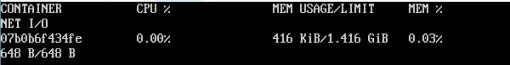 CONTAINER CPU % MEM USAGE/LIMIT MEM %
NET I/O
07b0b6f434fe 0.00% 416 KiB/1.416 GiB 0.03%
648 B/648 B